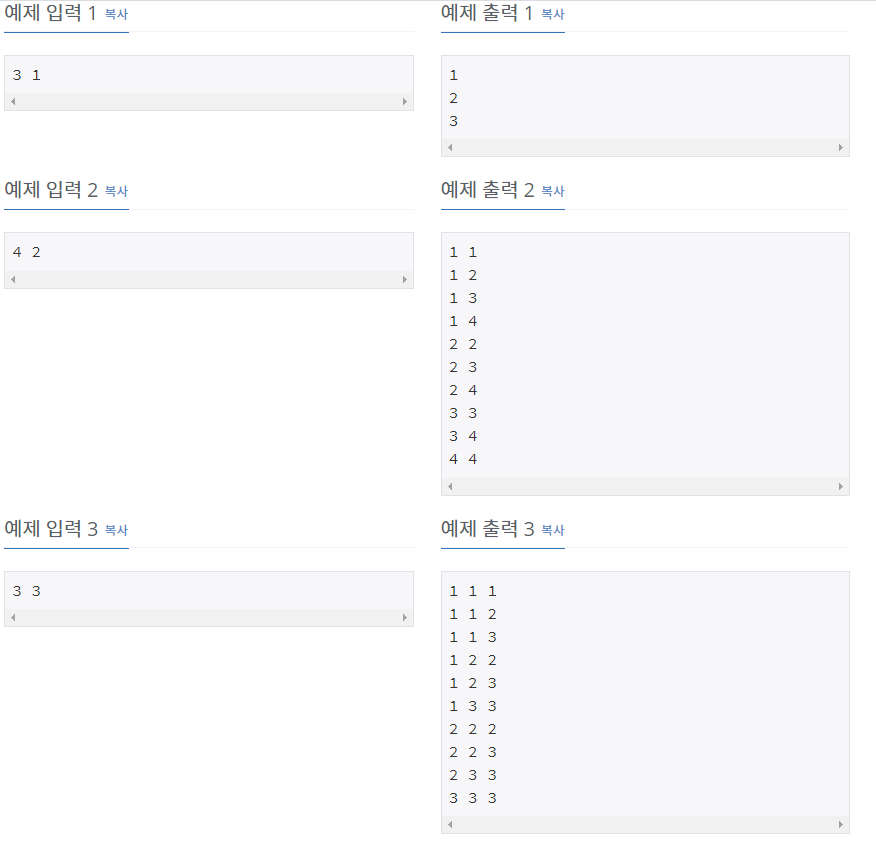 예제 입력 1 복사
3 1
예제 출력 1 복사
1
2
3
예제 입력 2 복사
4 2
예제 출력 2 복사
1 1
1 2
1 3
1 4
2 2
2 3
2 4
3 3
3 4
4 4
예제 입력 3 복사
3 3
예제 출력 3 복사
1 1 1
1 1 2
1 1 3
1 2 2
1 2 3
1 3 3
2 2 2
2 2 3
2 3 3
3 3 3